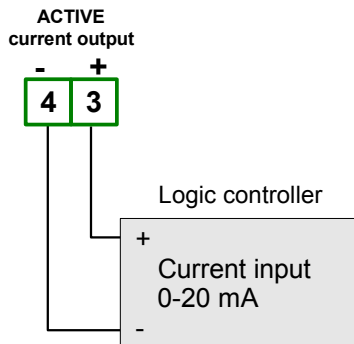 ACTIVE
current output
- +
4 3
Logic controller
+
Current input
0-20 mA
-